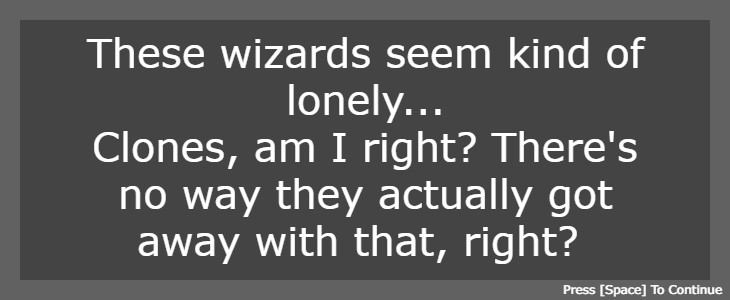 These wizards seem kind of
lonely...
Clones, am I right? There's
no way they actually got
away with that, right?
Press [Space] To Continue